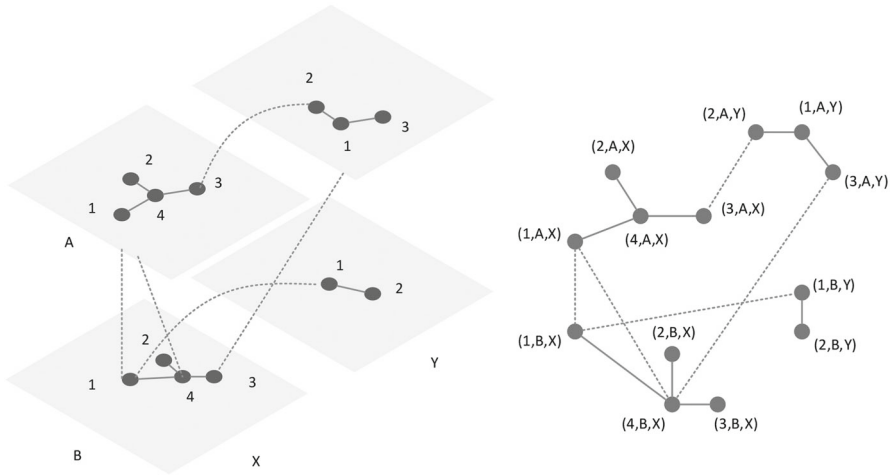 2
1
3
2
3
1
4
A
1
2
2
1
4
3
Y
B
X
(2,A,Y)
(1,A,Y)
(2,A,X)
(3,A,Y)
(3,A,X)
(1,A,X)
(4,A,X)
(1,B,Y)
(1,B,X)
(2,B,X)
(2,B,Y)
(4,B,X)
(3,B,X)